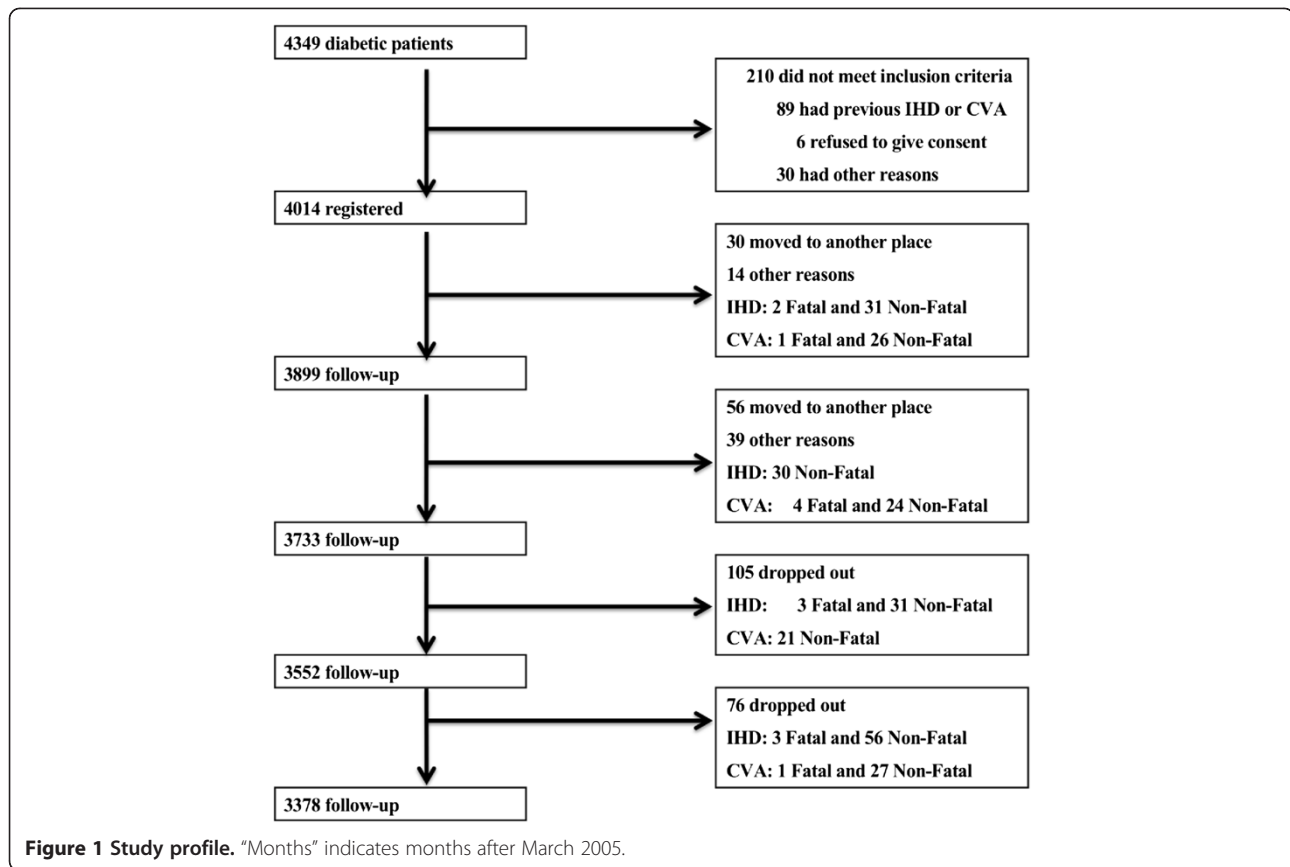 4349 diabetic patients
210 did not meet inclusion criteria
89 had previous IHD or CVA
6 refused to give consent
30 had other reasons
4014 registered
30 moved to another place
14 other reasons
IHD: 2 Fatal and 31 Non-Fatal
CVA: 1 Fatal and 26 Non-Fatal
3899 follow-up
56 moved to another place
39 other reasons
IHD: 30 Non-Fatal
CVA: 4 Fatal and 24 Non-Fatal
3733 follow-up
105 dropped out
IHD: 3 Fatal and 31 Non-Fatal
CVA: 21 Non-Fatal
3552 follow-up
76 dropped out
IHD: 3 Fatal and 56 Non-Fatal
CVA: 1 Fatal and 27 Non-Fatal
3378 follow-up
Figure 1 Study profile. “Months” indicates months after March 2005.